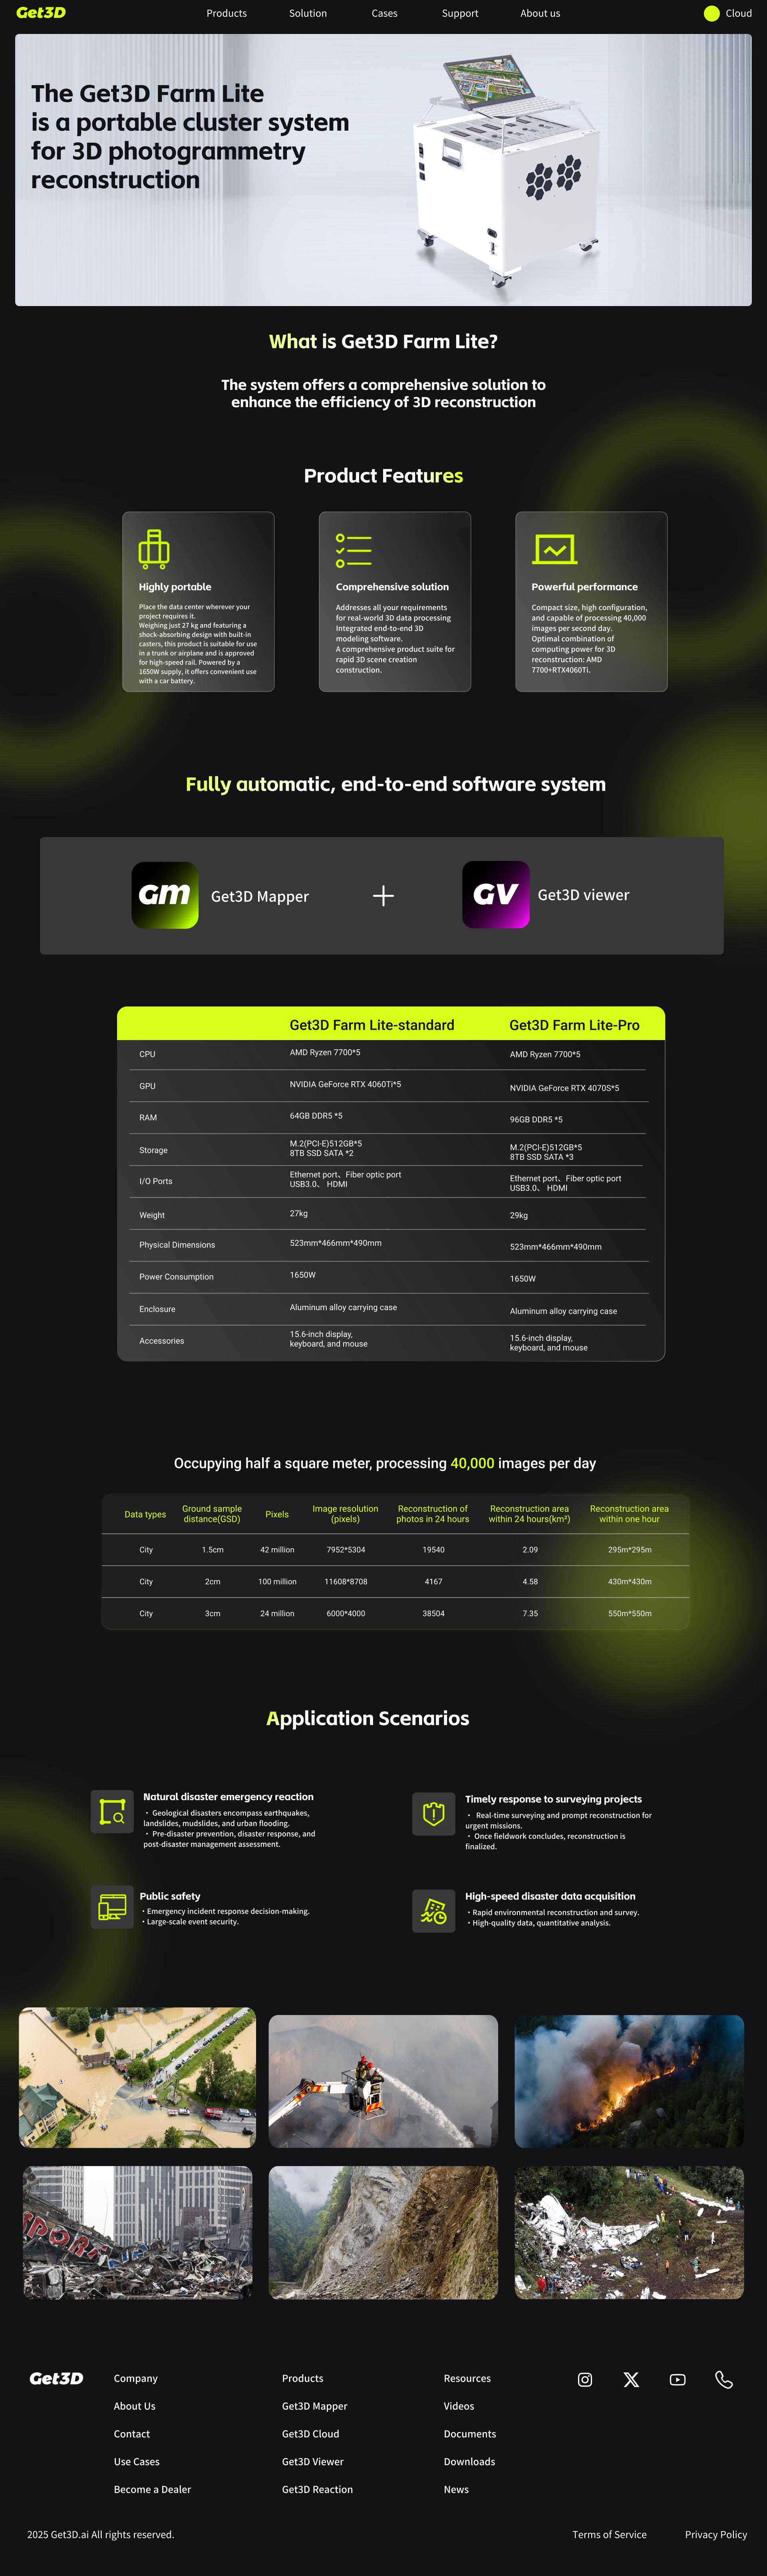 Get3D
Products
Solution
Cases
Support
About us
Cloud
The Get3D Farm Lite
is a portable cluster system
for 3D photogrammetry
reconstruction
What is Get3D Farm Lite?
The system offers a comprehensive solution to
enhance the efficiency of 3D reconstruction
Product Features
Highly portable
Place the data center wherever your
project requires it.
Weighing just 27 kg and featuring a
shock-absorbing design with built-in
casters, this product is suitable for use
in a trunk or airplane and is approved
for high-speed rail. Powered by a
1650W supply, it offers convenient use
with a car battery.
Comprehensive solution
Addresses all your requirements
for real-world 3D data processing
Integrated end-to-end 3D
modeling software.
A comprehensive product suite for
rapid 3D scene creation
construction.
Powerful performance
Compact size, high configuration,
and capable of processing 40,000
images per second day.
Optimal combination of
computing power for 3D
reconstruction: AMD
7700+RTX4060Ti.
Fully automatic, end-to-end software system
GM
Get3D Mapper
+
GV
Get3D viewer
Get3D Farm Lite-standard
Get3D Farm Lite-Pro
CPU
AMD Ryzen 7700*5
AMD Ryzen 7700*5
GPU
NVIDIA GeForce RTX 4060Ti*5
NVIDIA GeForce RTX 4070S*5
RAM
64GB DDR5 *5
96GB DDR5 *5
Storage
M.2(PCI-E)512GB*5
8TB SSD SATA *2
M.2(PCI-E)512GB*5
8TB SSD SATA *3
I/O Ports
Ethernet port、Fiber optic port
USB3.0、 HDMI
Ethernet port、Fiber optic port
USB3.0、 HDMI
Weight
27kg
29kg
Physical Dimensions
523mm*466mm*490mm
523mm*466mm*490mm
Power Consumption
1650W
1650W
Enclosure
Aluminum alloy carrying case
Aluminum alloy carrying case
Accessories
15.6-inch display,
keyboard, and mouse
15.6-inch display,
keyboard, and mouse
Occupying half a square meter, processing 40,000 images per day
Data types
Ground sample
distance(GSD)
Pixels
Image resolution
(pixels)
Reconstruction of
photos in 24 hours
Reconstruction area
within 24 hours(km²)
Reconstruction area
within one hour
City
1.5cm
42 million
7952*5304
19540
2.09
295m*295m
City
2cm
100 million
11608*8708
4167
4.58
430m*430m
City
3cm
24 million
6000*4000
38504
7.35
550m*550m
Application Scenarios
Natural disaster emergency reaction
・ Geological disasters encompass earthquakes,
landslides, mudslides, and urban flooding.
・ Pre-disaster prevention, disaster response, and
post-disaster management assessment.
Timely response to surveying projects
・ Real-time surveying and prompt reconstruction for
urgent missions.
・ Once fieldwork concludes, reconstruction is
finalized.
Public safety
・Emergency incident response decision-making.
・Large-scale event security.
High-speed disaster data acquisition
・Rapid environmental reconstruction and survey.
・High-quality data, quantitative analysis.
SPORT
Get3D
Company
About Us
Contact
Use Cases
Become a Dealer
Products
Get3D Mapper
Get3D Cloud
Get3D Viewer
Get3D Reaction
Resources
Videos
Documents
Downloads
News
2025 Get3D.ai All rights reserved.
Terms of Service
Privacy Policy